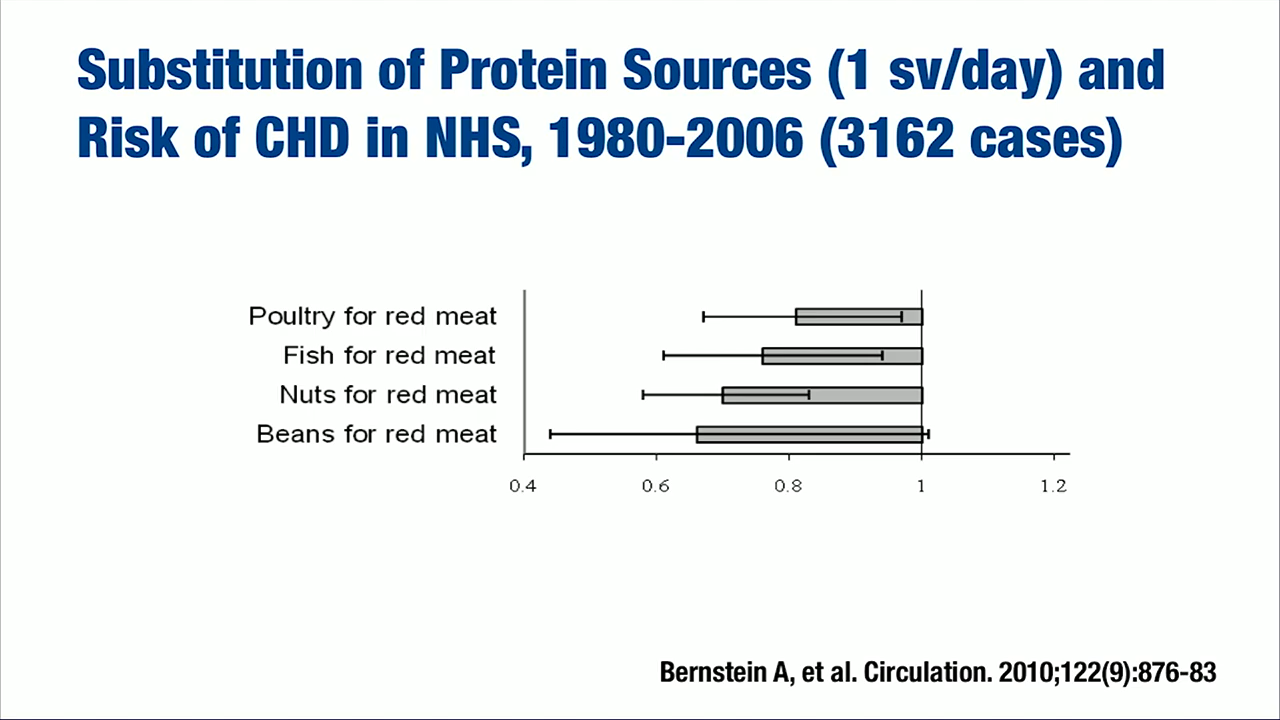 Substitution of Protein Sources (1 sv/day) and
Risk of CHD in NHS, 1980-2006 (3162 cases)
Poultry for red meat
Fish for red meat
Nuts for red meat
Beans for red meat
0.4 0.6 0.8 1 1.2
Bernstein A, et al. Circulation. 2010;122(9):876-83